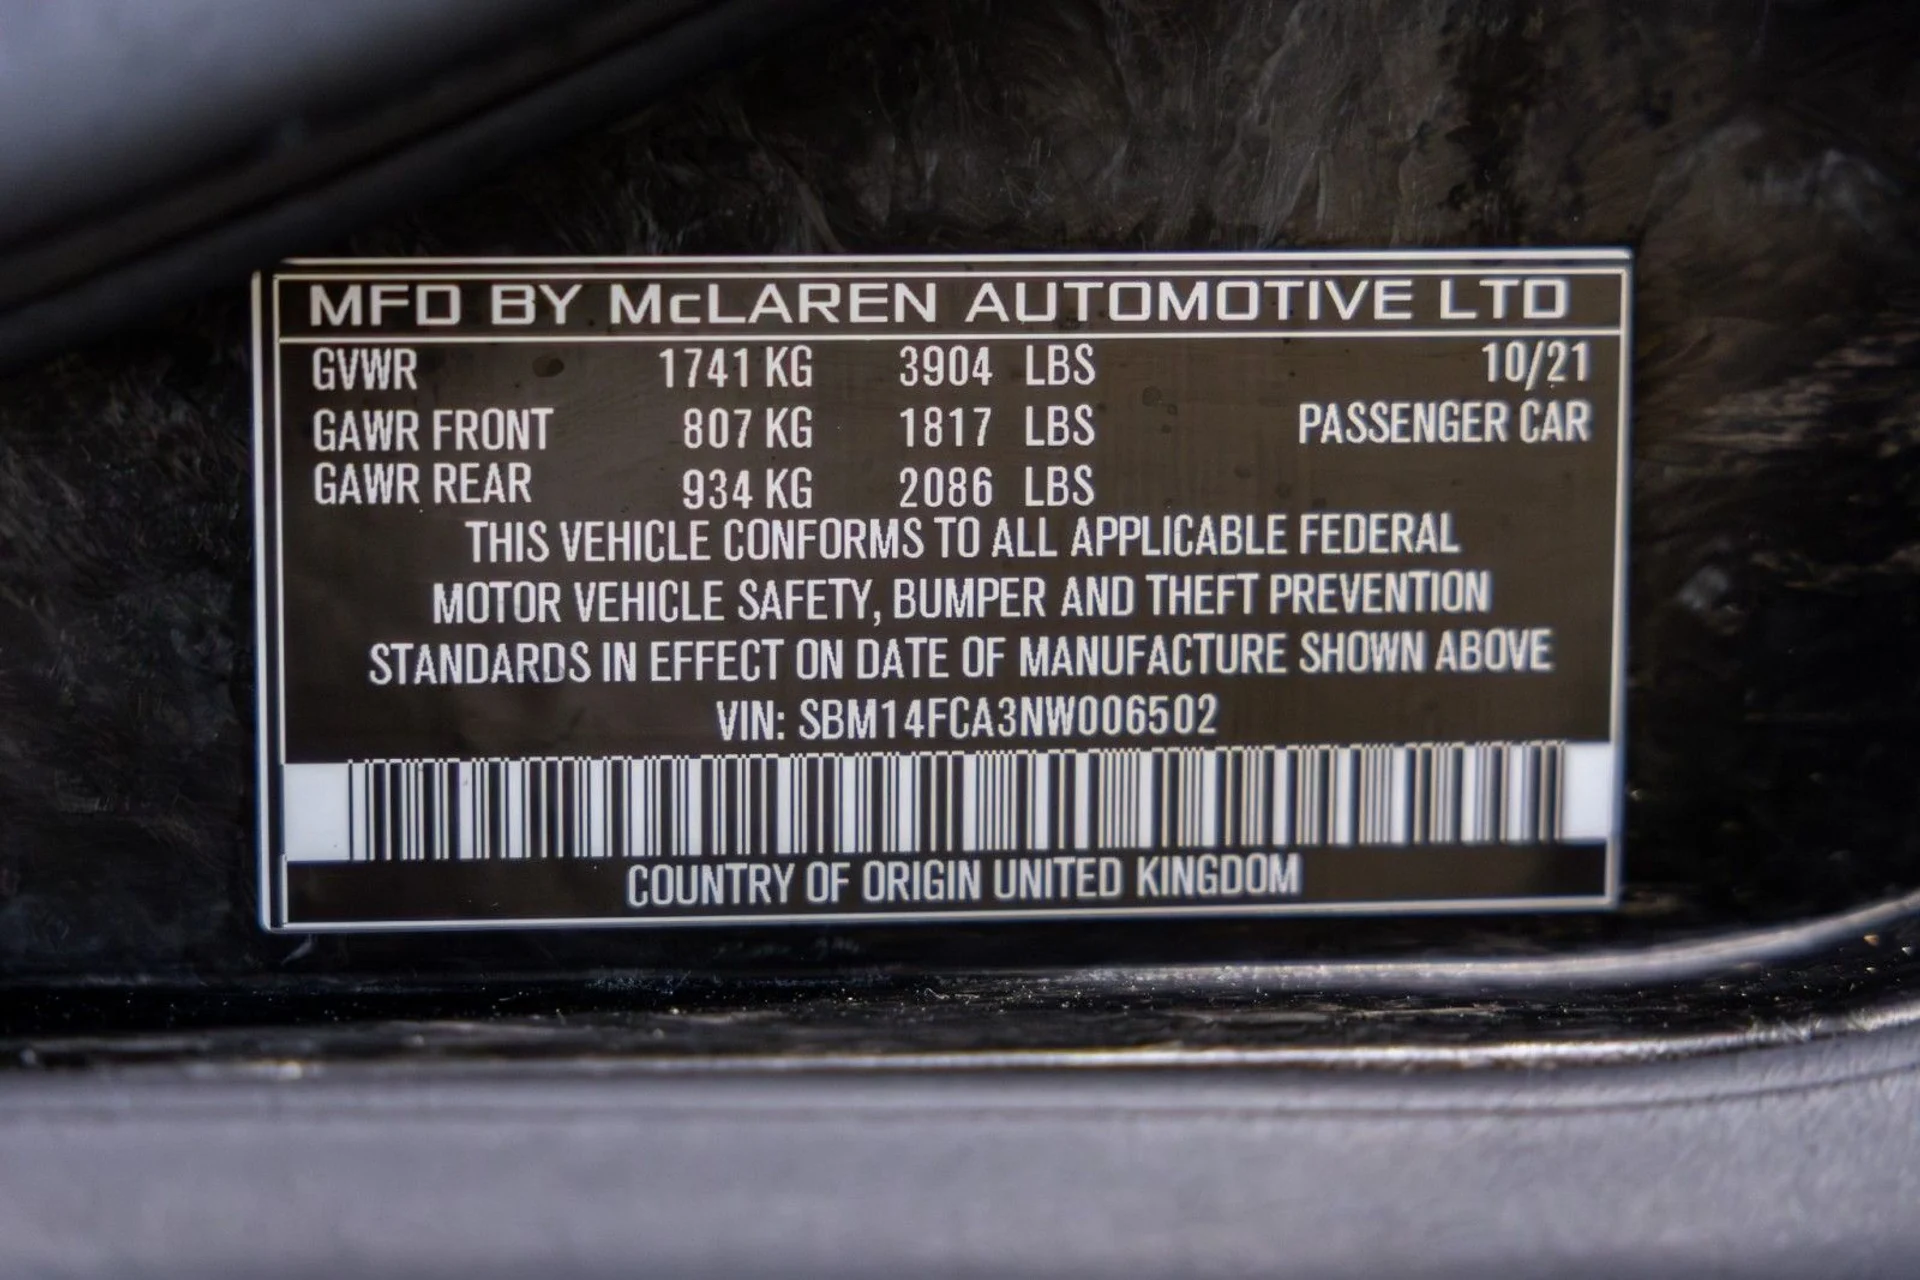 MFD BY McLAREN AUTOMOTIVE LTD
GVWR 1741 KG 3904 LBS 10/21
GAWR FRONT 807 KG 1817 LBS PASSENGER CAR
GAWR REAR 934 KG 2086 LBS
THIS VEHICLE CONFORMS TO ALL APPLICABLE FEDERAL
MOTOR VEHICLE SAFETY, BUMPER AND THEFT PREVENTION
STANDARDS IN EFFECT ON DATE OF MANUFACTURE SHOWN ABOVE
VIN: SBM14FCA3NW006502
COUNTRY OF ORIGIN UNITED KINGDOM